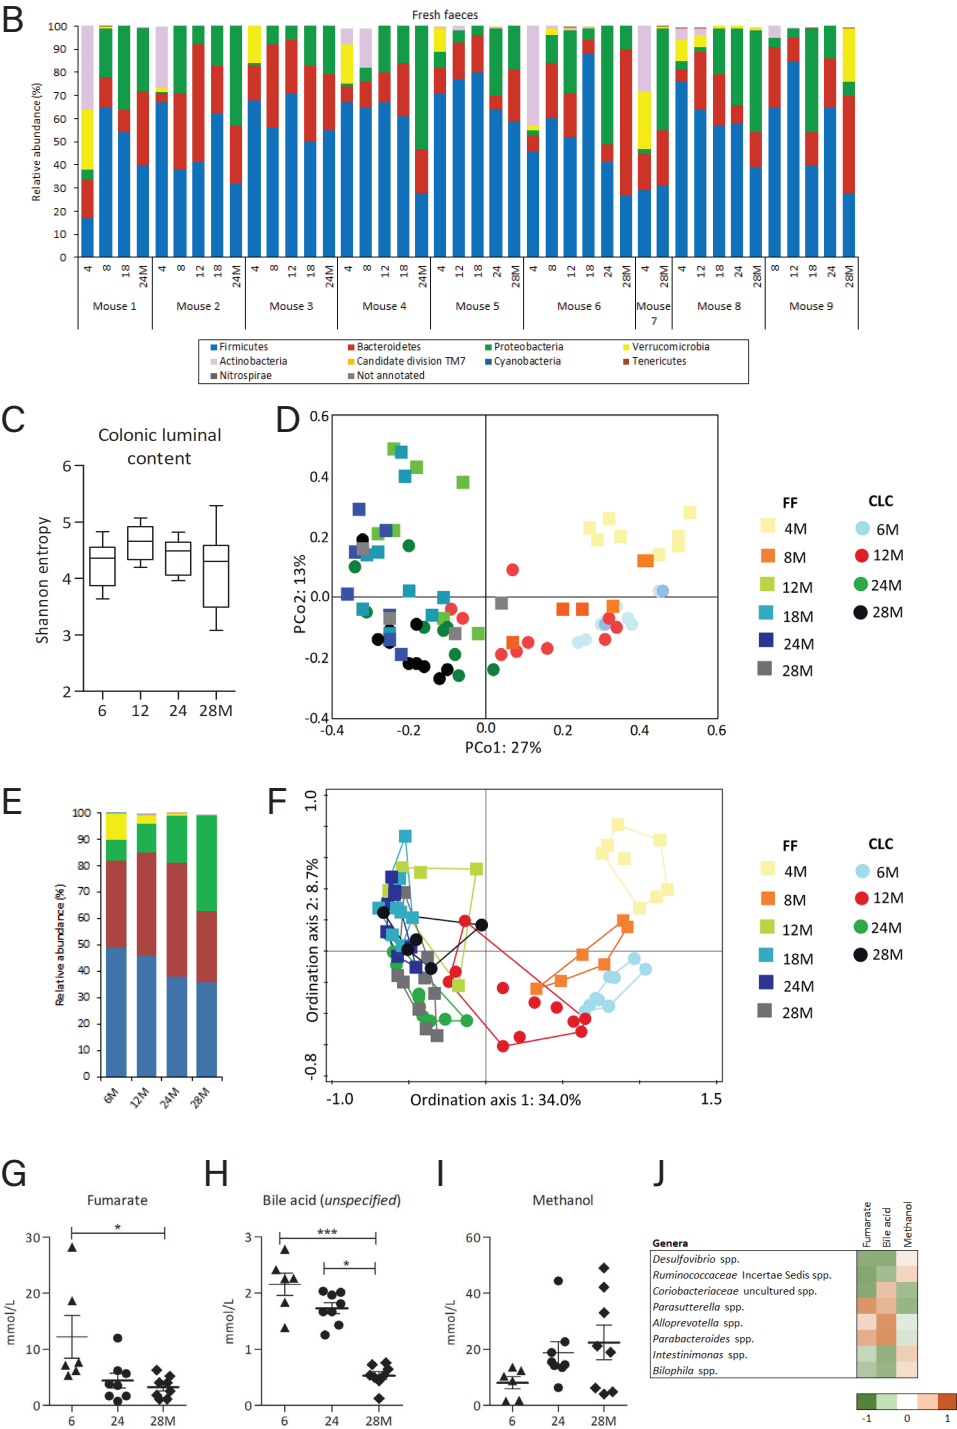 B
Fresh faeces
Relative abundance (%)
100
90
80
70
60
50
40
30
20
10
0
4 8 18 24M 4 8 12 18 24M 4 8 12 18 24M 4 8 12 18 24M 4 12 18 24 28M 4 8 12 18 24 28M 4 28M 4 12 18 24 28M 8 12 18 24 28M
Mouse 1 Mouse 2 Mouse 3 Mouse 4 Mouse 5 Mouse 6 Mouse 7 Mouse 8 Mouse 9
Firmicutes Bacteroidetes Proteobacteria Verrucomicrobia
Actinobacteria Candidate division TM7 Cyanobacteria Tenericutes
Nitrospirae Not annotated
C
Colonic luminal
content
Shannon entropy
6
5
4
3
2
6 12 24 28M
D
PCo2: 13%
0.6
0.4
0.2
0.0
-0.2
-0.4
-0.4 -0.2 0.0 0.2 0.4 0.6
PCo1: 27%
FF CLC
4M 6M
8M 12M
12M 24M
18M 28M
24M
28M
E
Relative abundance (%)
100
90
80
70
60
50
40
30
20
10
0
6M 12M 24M 28M
F
Ordination axis 2: 8.7%
1.0
-0.8
-1.0 Ordination axis 1: 34.0% 1.5
FF CLC
4M 6M
8M 12M
12M 24M
18M 28M
24M
28M
G
Fumarate
mmol/L
30
20
10
0
*
6 24 28M
H
Bile acid (unspecified)
mmol/L
3
2
1
0
***
*
6 24 28M
I
Methanol
mmol/L
60
40
20
0
6 24 28M
J
Fumarate
Bile acid
Methanol
Genera
Desulfovibrio spp.
Ruminococcaceae Incertae Sedis spp.
Coriobacteriaceae uncultured spp.
Parasutterella spp.
Alloprevotella spp.
Parabacteroides spp.
Intestinimonas spp.
Bilophila spp.
-1 0 1